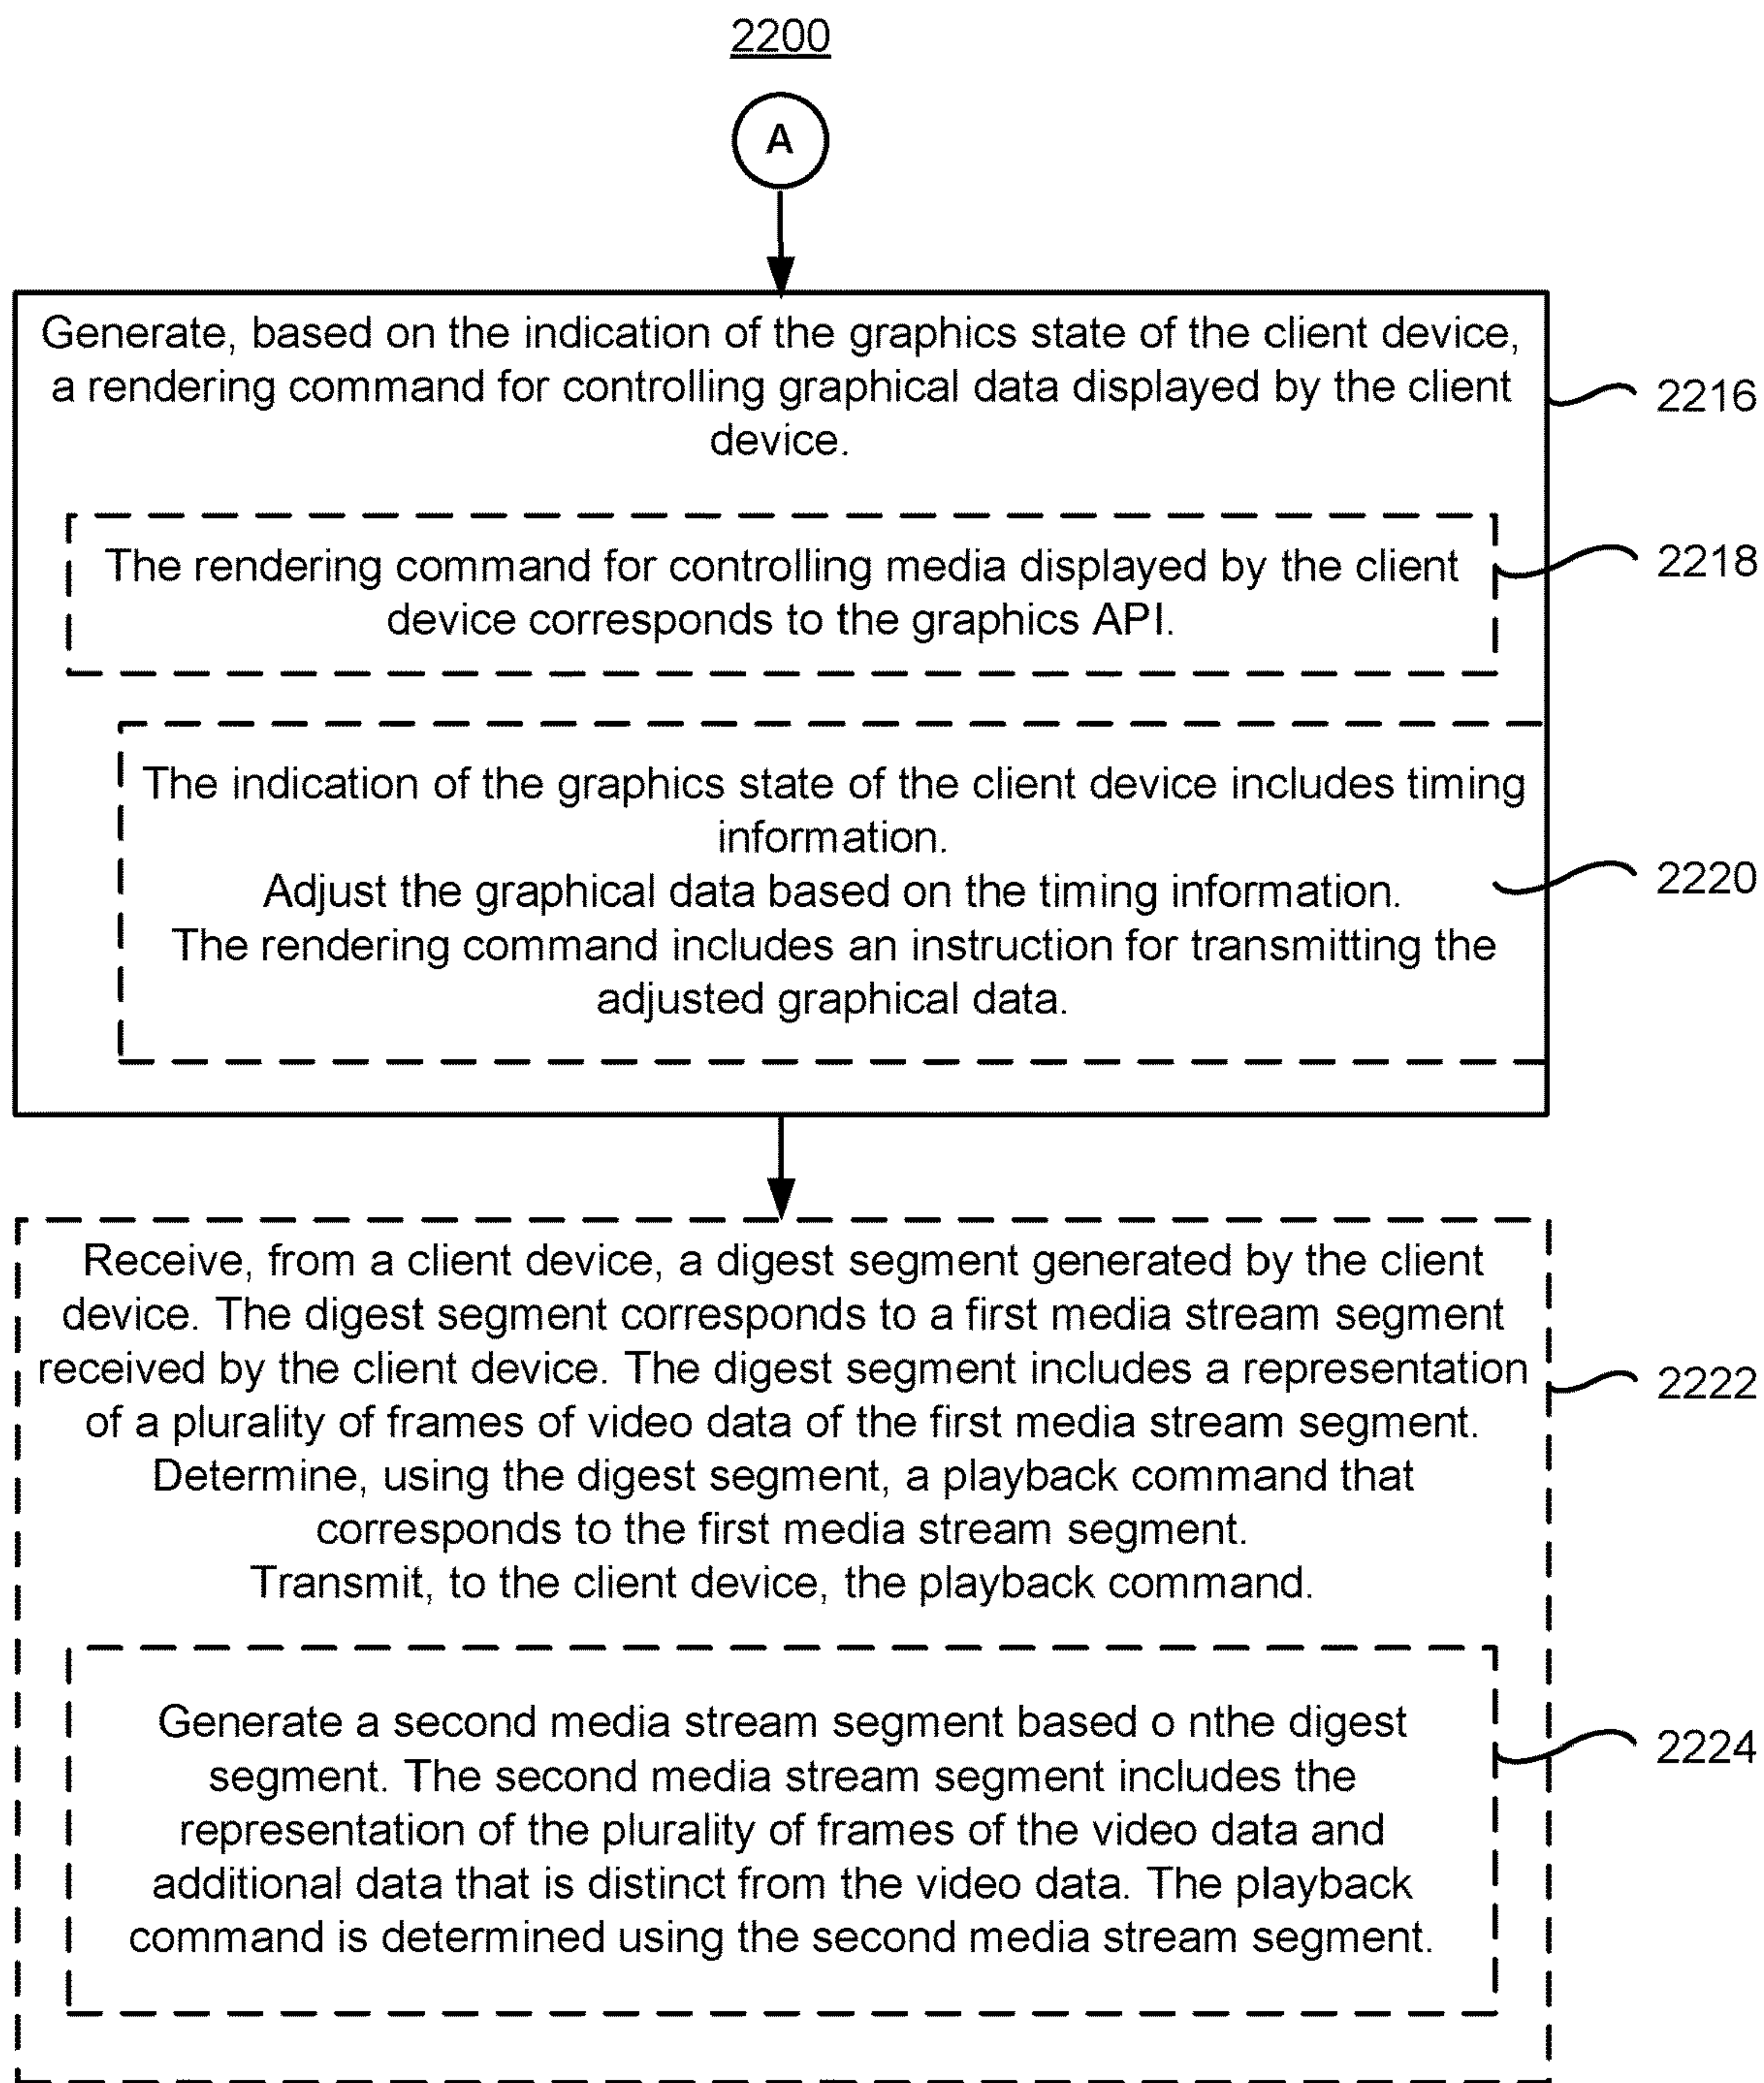 2200
A
Generate, based on the indication of the graphics state of the client device,
a rendering command for controlling graphical data displayed by the client
device.
2216
The rendering command for controlling media displayed by the client
device corresponds to the graphics API.
2218
The indication of the graphics state of the client device includes timing
information.
Adjust the graphical data based on the timing information.
The rendering command includes an instruction for transmitting the
adjusted graphical data.
2220
Receive, from a client device, a digest segment generated by the client
device. The digest segment corresponds to a first media stream segment
received by the client device. The digest segment includes a representation
of a plurality of frames of video data of the first media stream segment.
Determine, using the digest segment, a playback command that
corresponds to the first media stream segment.
Transmit, to the client device, the playback command.
2222
Generate a second media stream segment based o nthe digest
segment. The second media stream segment includes the
representation of the plurality of frames of the video data and
additional data that is distinct from the video data. The playback
command is determined using the second media stream segment.
2224